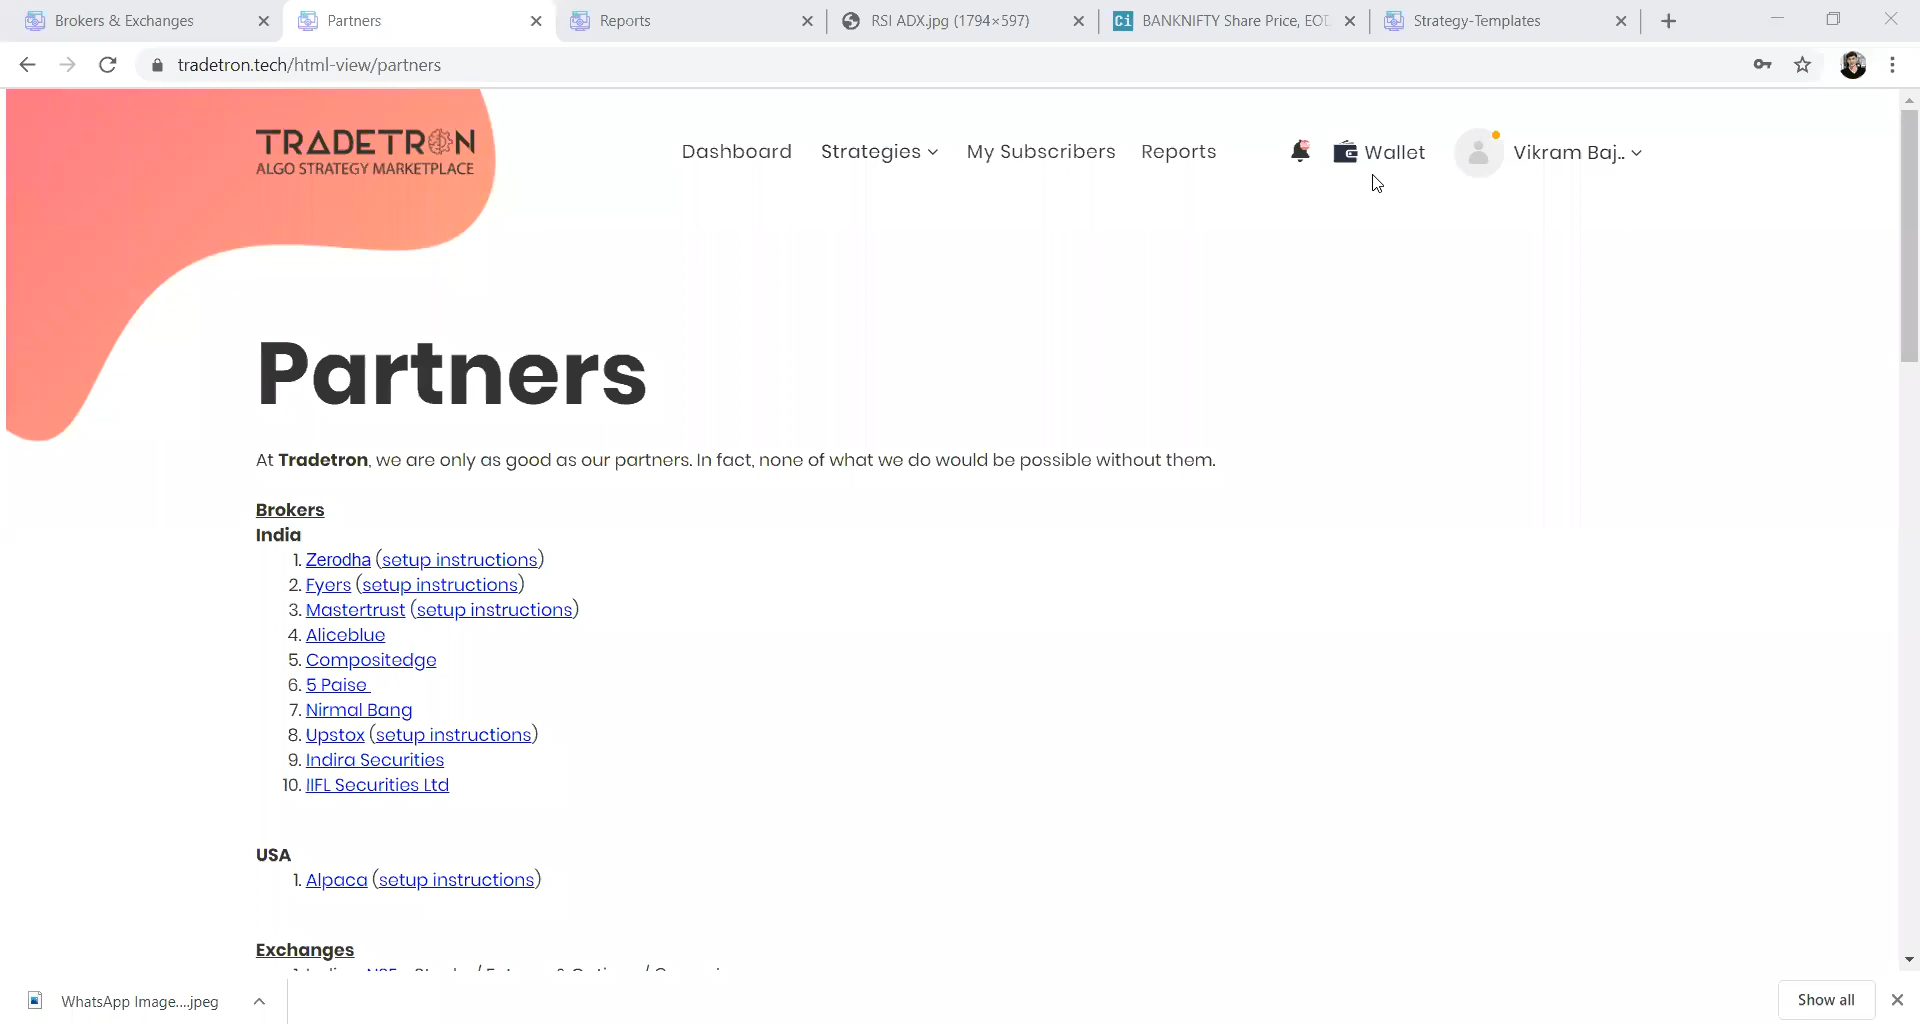 Brokers & Exchanges
Partners
Reports
RSI ADX.jpg (1794×597)
BANKNIFTY Share Price, EOD
Strategy-Templates
tradetron.tech/html-view/partners
TRADETRON
ALGO STRATEGY MARKETPLACE
Dashboard
Strategies
My Subscribers
Reports
Wallet
Vikram Baj..
Partners
At Tradetron, we are only as good as our partners. In fact, none of what we do would be possible without them.
Brokers
India
1. Zerodha (setup instructions)
2. Fyers (setup instructions)
3. Mastertrust (setup instructions)
4. Aliceblue
5. Compositedge
6. 5 Paise
7. Nirmal Bang
8. Upstox (setup instructions)
9. Indira Securities
10. IIFL Securities Ltd
USA
1. Alpaca (setup instructions)
Exchanges
WhatsApp Image....jpeg
Show all